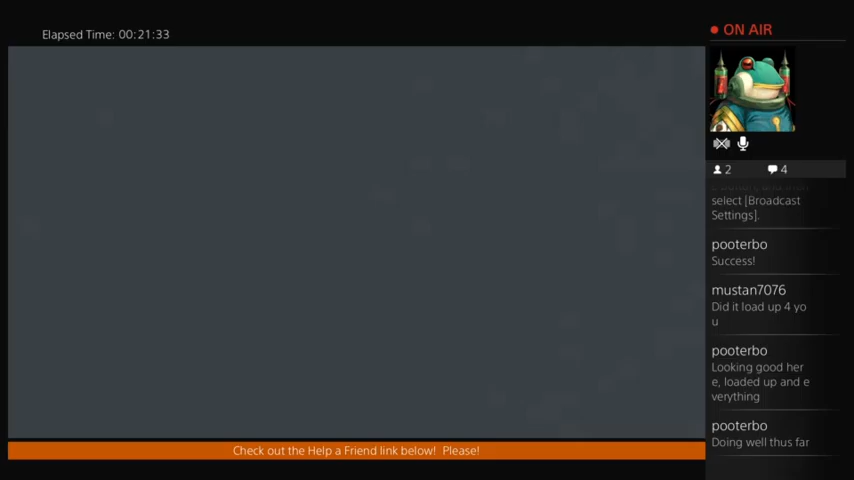 Elapsed Time: 00:21:33
ON AIR
2
4
select [Broadcast
Settings].
pooterbo
Success!
mustan7076
Did it load up 4 yo
u
pooterbo
Looking good her
e, loaded up and e
verything
pooterbo
Doing well thus far
Check out the Help a Friend link below! Please!